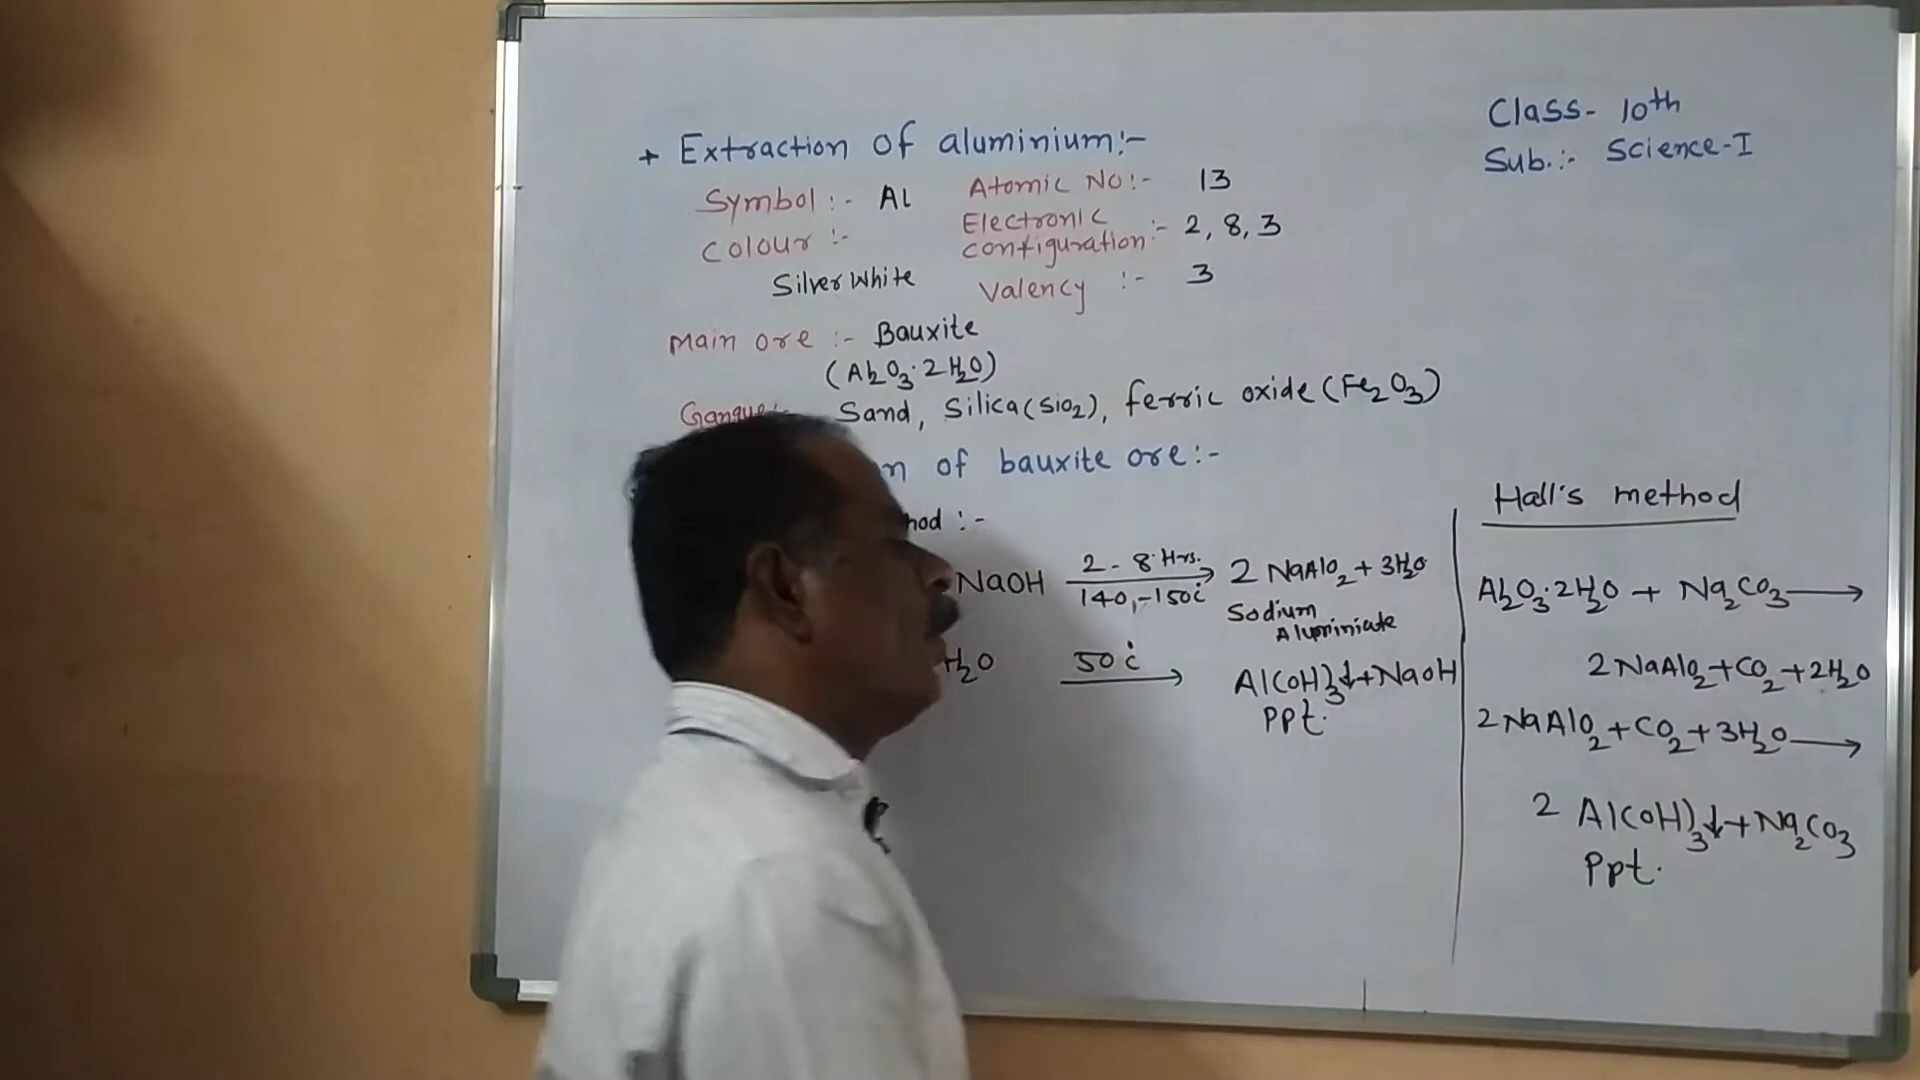 Class- 10th
Sub.:- Science-I
+ Extraction of aluminium:-
Symbol :- Al
Atomic No:- 13
Colour :-
Silver White
Electronic configuration :- 2, 8, 3
Valency :- 3
Main ore :- Bauxite
(Al₂O₃·2H₂O)
Gangue:- Sand, Silica(SiO₂), ferric oxide (Fe₂O₃)
of bauxite ore:-
:-
NaOH 2 - 8 Hrs. 140,-150c → 2 NaAlO₂ + 3H₂O
Sodium
Aluminiate
H₂O 50 c → Al(OH)₃↓+NaOH
PPt.
Hall's method
Al₂O₃·2H₂O + Na₂CO₃ →
2NaAlO₂+CO₂+2H₂O
2NaAlO₂+CO₂+3H₂O →
2 Al(OH)₃↓+Na₂CO₃
PPt.